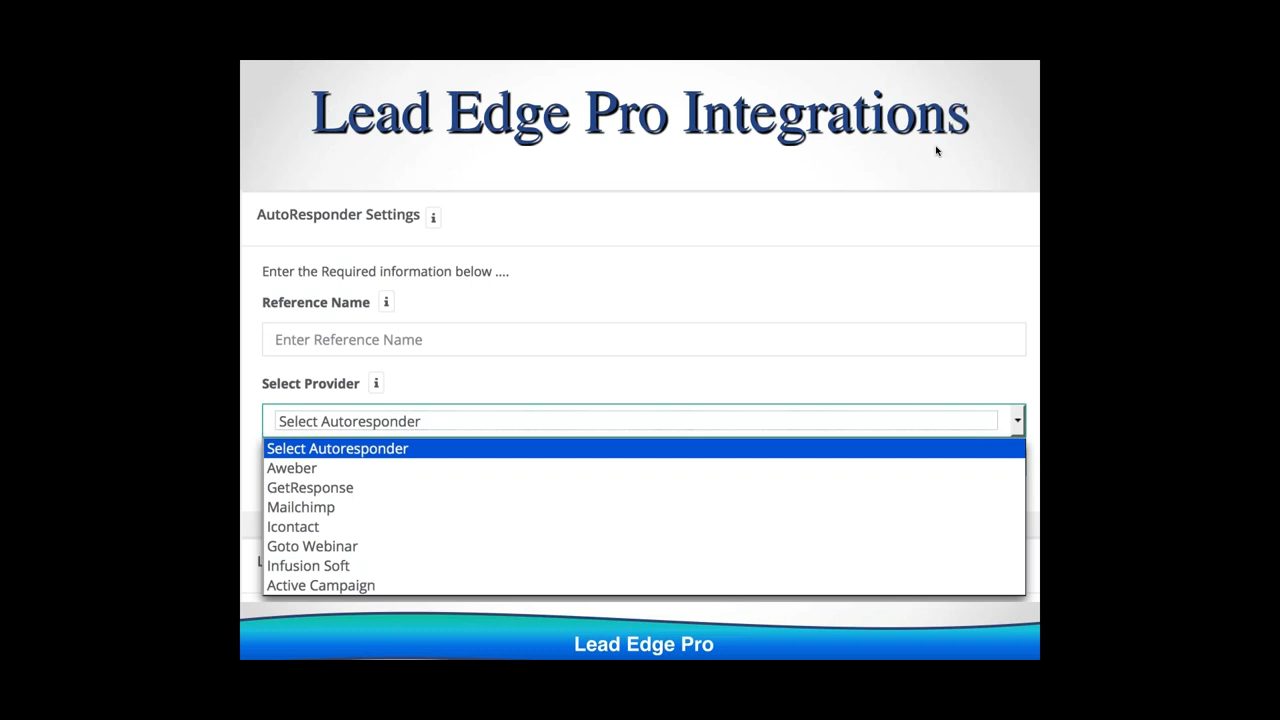 Lead Edge Pro Integrations
AutoResponder Settings i
Enter the Required information below ....
Reference Name i
Enter Reference Name
Select Provider i
Select Autoresponder
Select Autoresponder
Aweber
GetResponse
Mailchimp
Icontact
Goto Webinar
Infusion Soft
Active Campaign
Lead Edge Pro